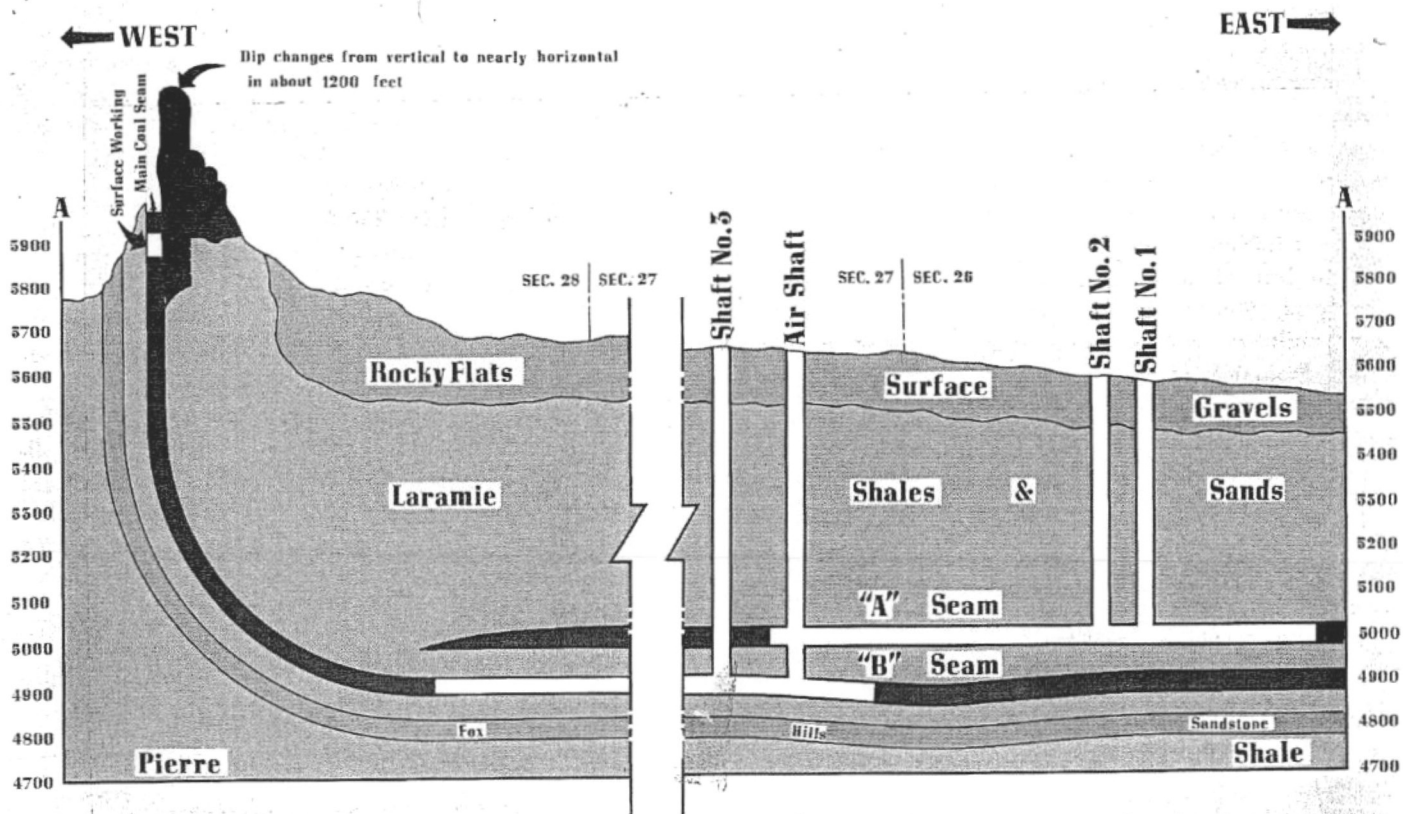 WEST
EAST
Dip changes from vertical to nearly horizontal
in about 1200 feet
Surface Working
Main Coal Seam
A
A
5900
5800
5700
5600
5500
5400
5300
5200
5100
5000
4900
4800
4700
5900
5800
5700
5600
5500
5400
5300
5200
5100
5000
4900
4800
4700
SEC. 28
SEC. 27
SEC. 27
SEC. 26
Shaft No. 3
Air Shaft
Shaft No. 2
Shaft No. 1
Rocky Flats
Surface
Gravels
Laramie
Shales & Sands
"A" Seam
"B" Seam
Fox
Hills
Sandstone
Pierre
Shale